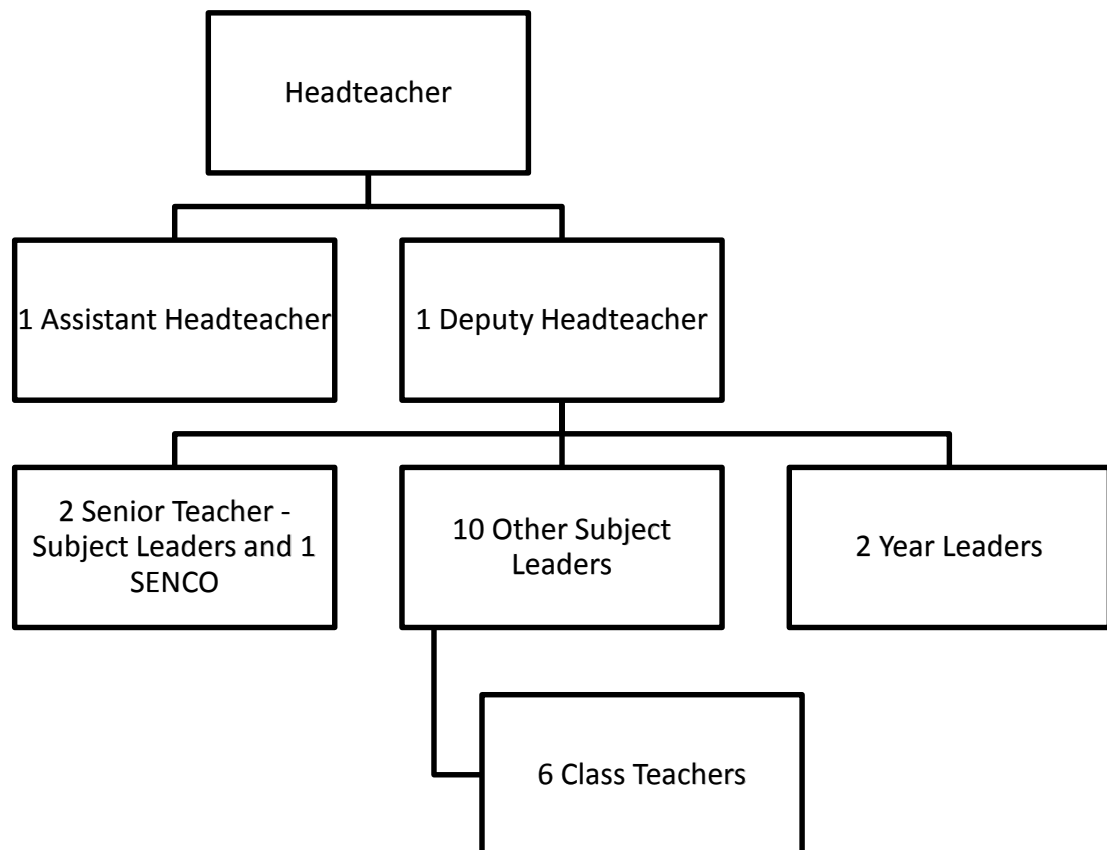 Headteacher
1 Assistant Headteacher
1 Deputy Headteacher
2 Senior Teacher -
Subject Leaders and 1
SENCO
10 Other Subject
Leaders
2 Year Leaders
6 Class Teachers